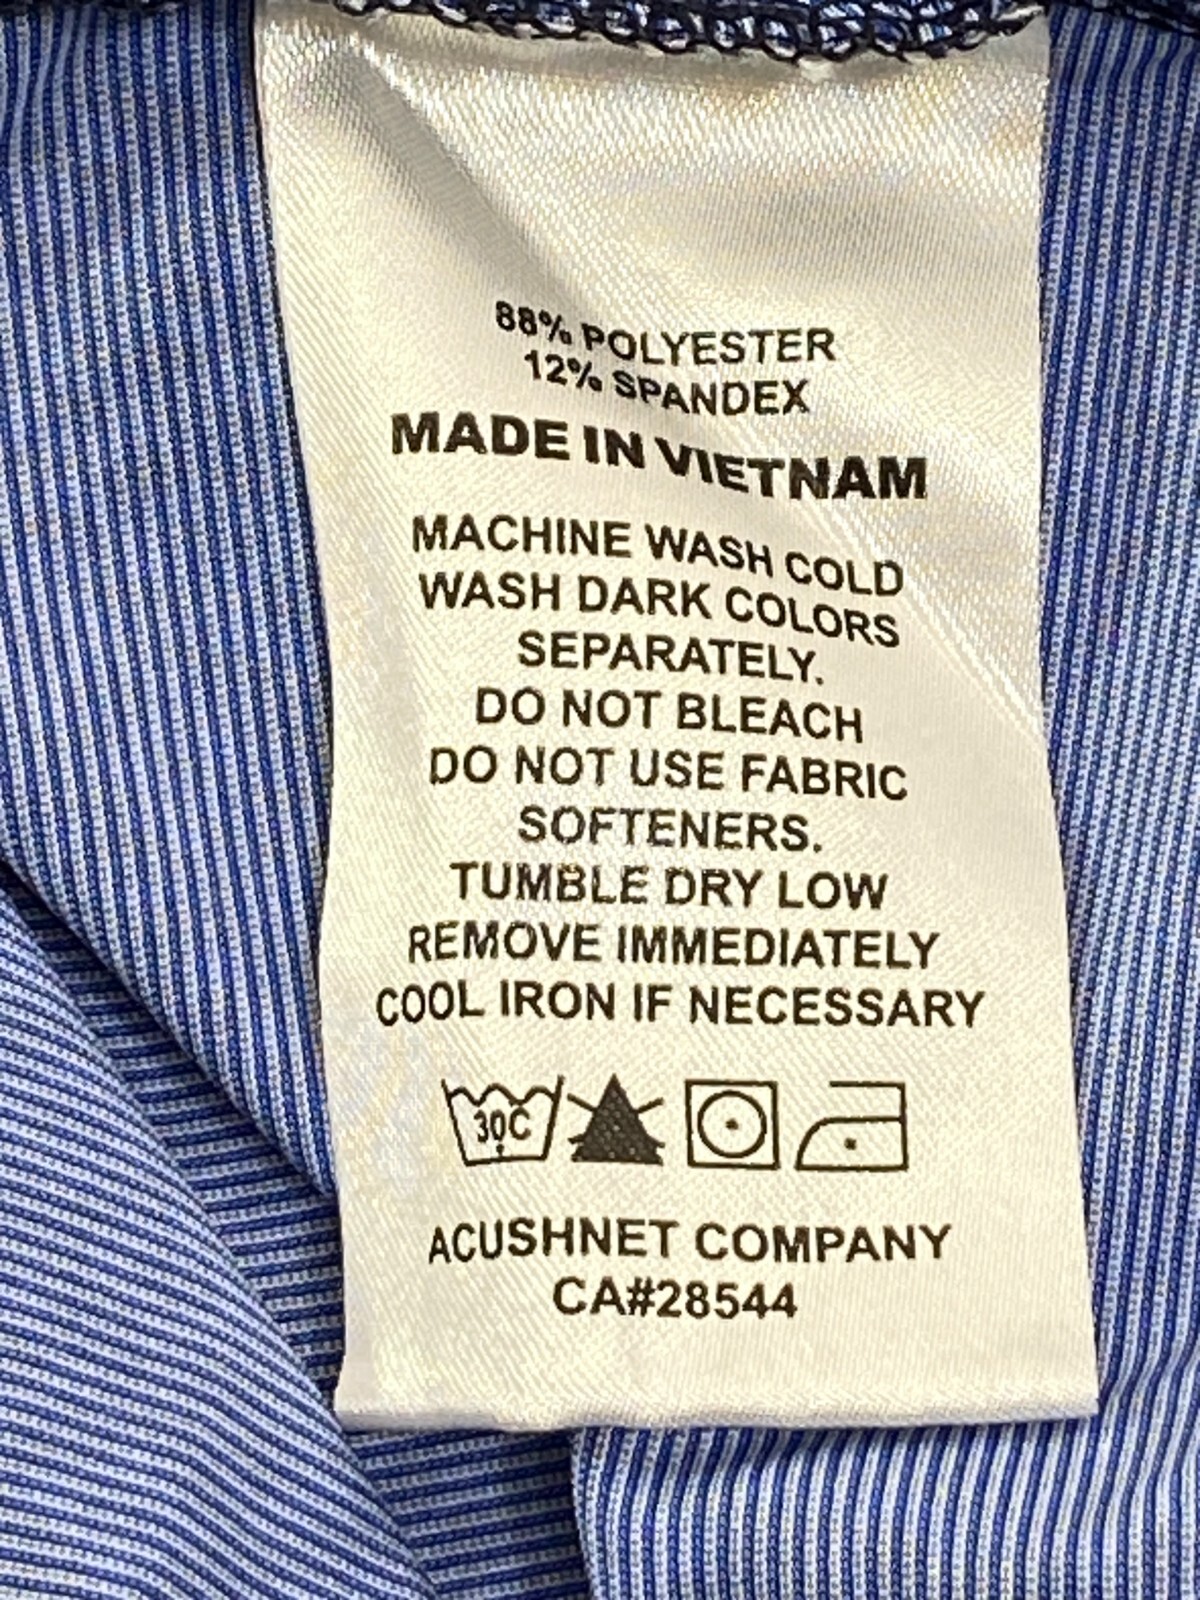 88% POLYESTER
12% SPANDEX
MADE IN VIETNAM
MACHINE WASH COLD
WASH DARK COLORS
SEPARATELY.
DO NOT BLEACH
DO NOT USE FABRIC
SOFTENERS.
TUMBLE DRY LOW
REMOVE IMMEDIATELY
COOL IRON IF NECESSARY
30C
ACUSHNET COMPANY
CA#28544